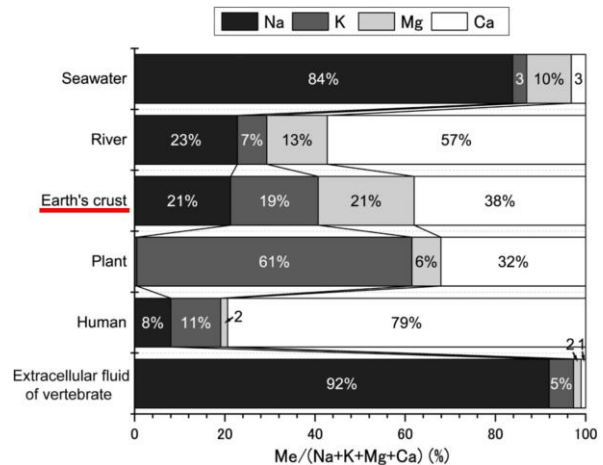 Na K Mg Ca
Seawater 84% 3 10% 3
River 23% 7% 13% 57%
Earth's crust 21% 19% 21% 38%
Plant 61% 6% 32%
Human 8% 11% 2 79%
Extracellular fluid
of vertebrate 92% 5% 2 1
0 20 40 60 80 100
Me/(Na+K+Mg+Ca) (%)